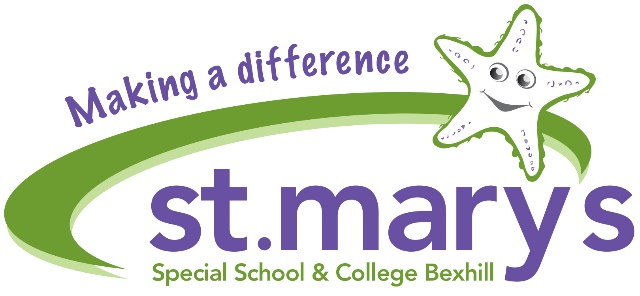 Making a difference
st.marys
Special School & College Bexhill